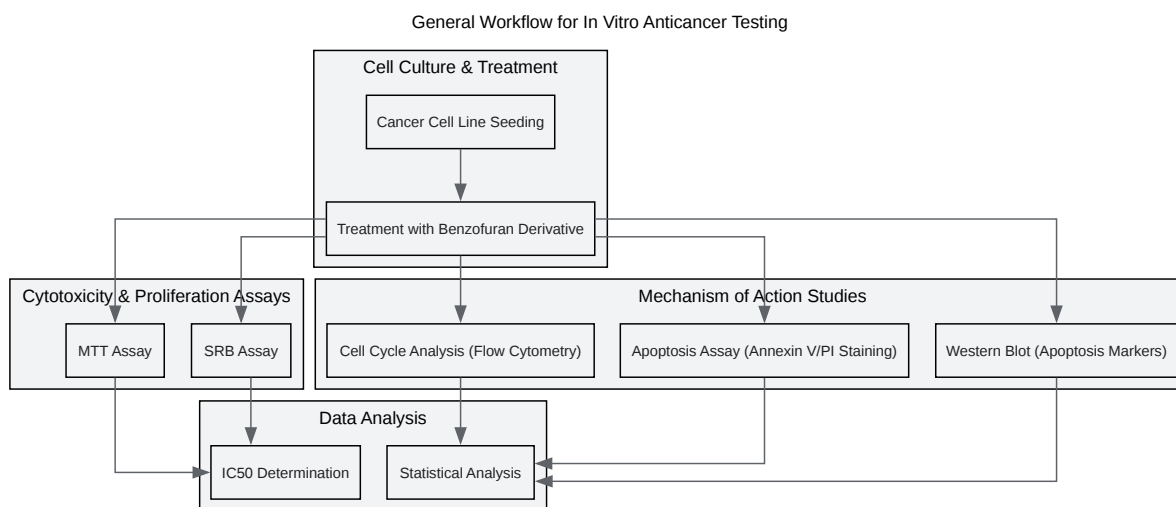 General Workflow for In Vitro Anticancer Testing
Cell Culture & Treatment
Cancer Cell Line Seeding
Treatment with Benzofuran Derivative
Cytotoxicity & Proliferation Assays
MTT Assay
SRB Assay
Mechanism of Action Studies
Cell Cycle Analysis (Flow Cytometry)
Apoptosis Assay (Annexin V/PI Staining)
Western Blot (Apoptosis Markers)
Data Analysis
IC50 Determination
Statistical Analysis